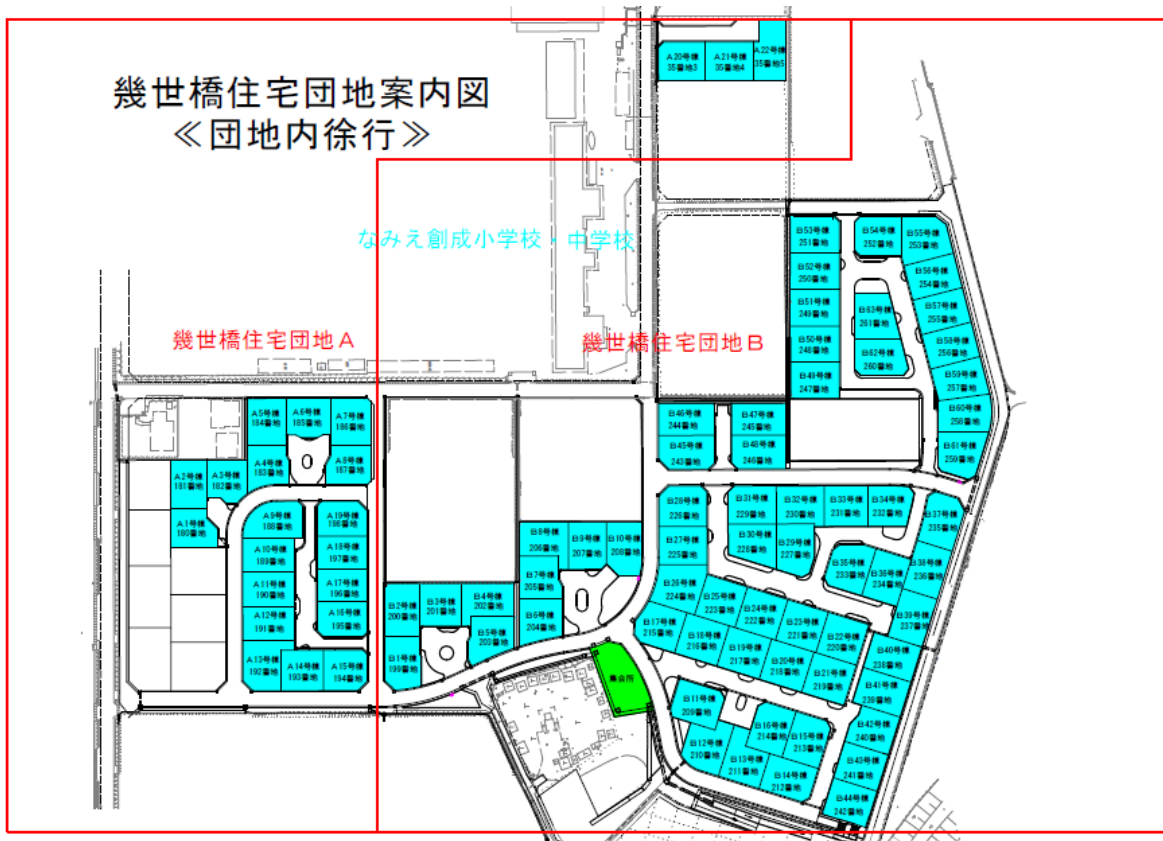 幾世橋住宅団地案内図
≪団地内徐行≫
A20号棟
35番地3
A21号棟
35番地4
A22号棟
35番地5
なみえ創成小学校・中学校
幾世橋住宅団地A
幾世橋住宅団地B
B53号棟
251番地
B54号棟
252番地
B55号棟
253番地
B52号棟
250番地
B56号棟
254番地
B51号棟
249番地
B63号棟
261番地
B57号棟
255番地
B50号棟
248番地
B62号棟
260番地
B58号棟
256番地
B49号棟
247番地
B59号棟
257番地
B60号棟
258番地
B61号棟
259番地
B46号棟
244番地
B47号棟
245番地
B45号棟
243番地
B48号棟
246番地
A5号棟
184番地
A6号棟
185番地
A7号棟
186番地
A2号棟
181番地
A3号棟
182番地
A4号棟
183番地
A8号棟
187番地
A1号棟
180番地
A9号棟
188番地
A19号棟
198番地
A10号棟
189番地
A18号棟
197番地
A11号棟
190番地
A17号棟
196番地
A12号棟
191番地
A16号棟
195番地
A13号棟
192番地
A14号棟
193番地
A15号棟
194番地
B2号棟
200番地
B3号棟
201番地
B4号棟
202番地
B1号棟
199番地
B5号棟
203番地
B8号棟
206番地
B9号棟
207番地
B10号棟
208番地
B7号棟
205番地
B6号棟
204番地
B28号棟
226番地
B31号棟
229番地
B32号棟
230番地
B33号棟
231番地
B34号棟
232番地
B37号棟
235番地
B27号棟
225番地
B30号棟
228番地
B29号棟
227番地
B35号棟
233番地
B36号棟
234番地
B38号棟
236番地
B26号棟
224番地
B25号棟
223番地
B24号棟
222番地
B23号棟
221番地
B22号棟
220番地
B39号棟
237番地
B17号棟
215番地
B18号棟
216番地
B19号棟
217番地
B20号棟
218番地
B21号棟
219番地
B40号棟
238番地
B41号棟
239番地
集会所
B11号棟
209番地
B16号棟
214番地
B15号棟
213番地
B42号棟
240番地
B12号棟
210番地
B13号棟
211番地
B14号棟
212番地
B43号棟
241番地
B44号棟
242番地